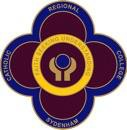 REGIONAL
CATHOLIC
COLLEGE
SYDENHAM
FAITH SEEKING UNDERSTANDING